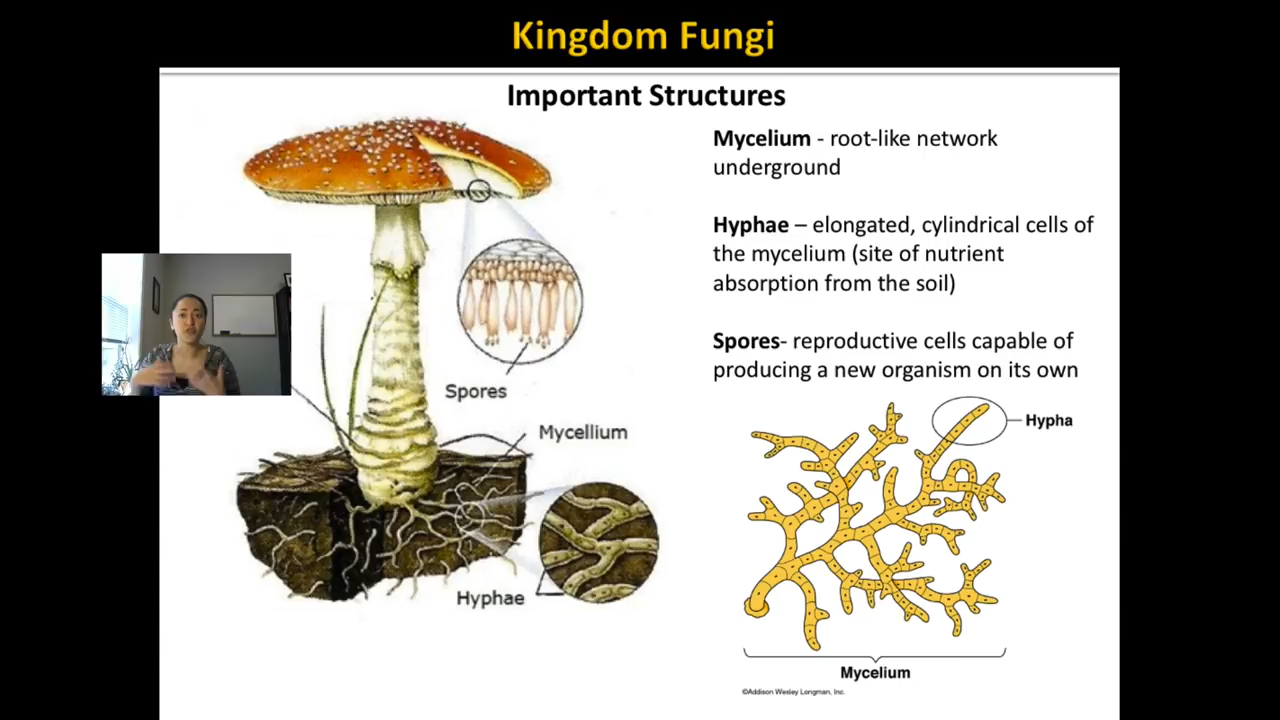 Kingdom Fungi
Important Structures
Mycelium - root-like network
underground
Hyphae – elongated, cylindrical cells of
the mycelium (site of nutrient
absorption from the soil)
Spores- reproductive cells capable of
producing a new organism on its own
Spores
Mycellium
Hyphae
Hypha
Mycelium
©Addison Wesley Longman, Inc.